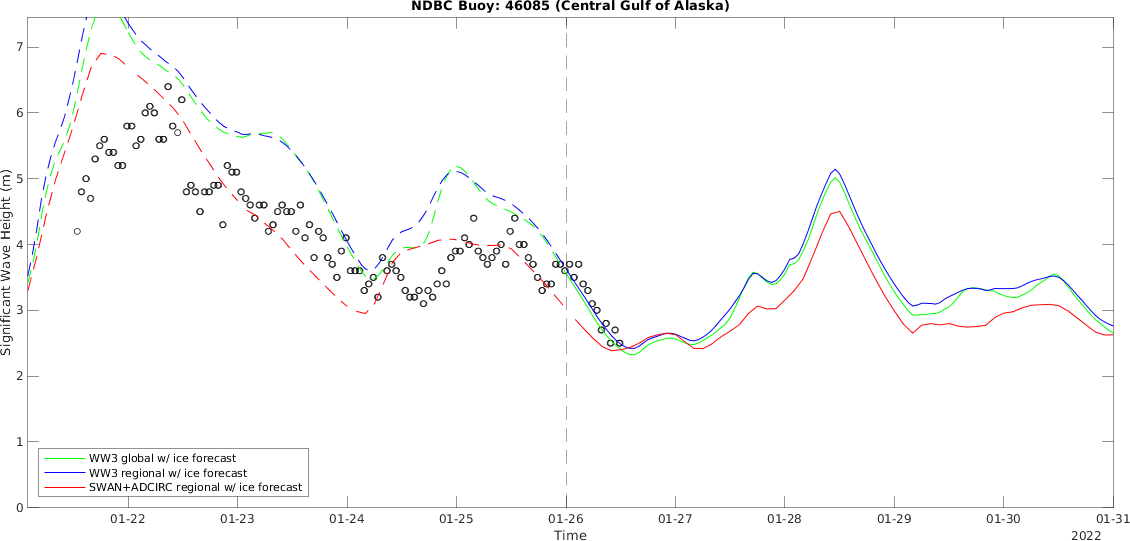 NDBC Buoy: 46085 (Central Gulf of Alaska)
Significant Wave Height (m)
7
6
5
4
3
2
1
0
WW3 global w/ ice forecast
WW3 regional w/ ice forecast
SWAN+ADCIRC regional w/ ice forecast
01-22 01-23 01-24 01-25 01-26 01-27 01-28 01-29 01-30 01-31
Time
2022